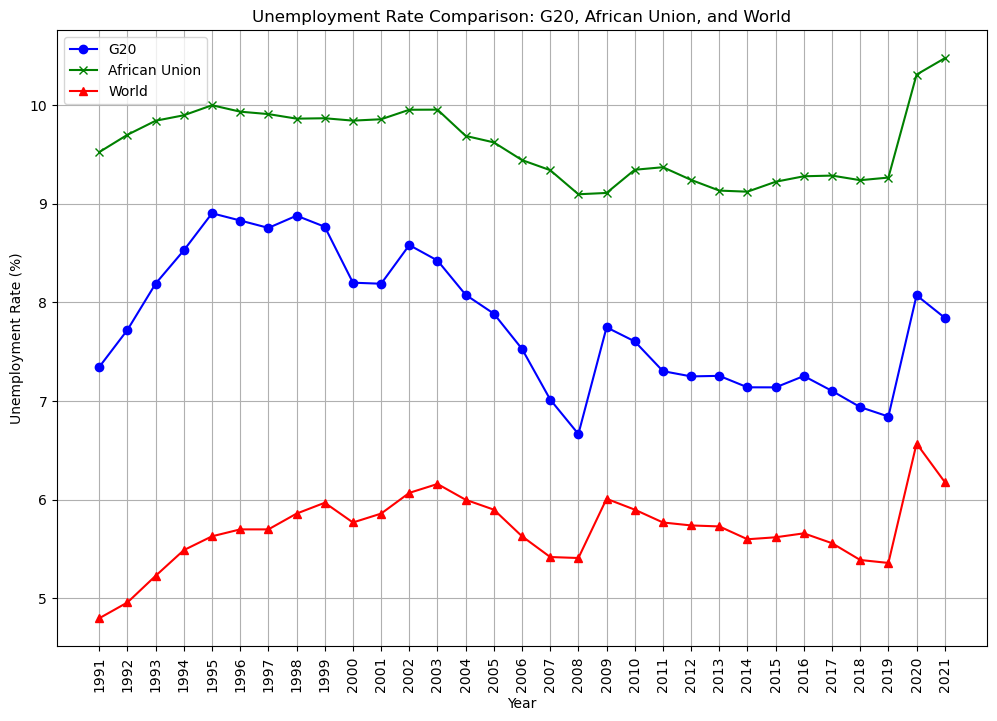 Unemployment Rate Comparison: G20, African Union, and World
G20
African Union
World
Unemployment Rate (%)
10
9
8
7
6
5
1991 1992 1993 1994 1995 1996 1997 1998 1999 2000 2001 2002 2003 2004 2005 2006 2007 2008 2009 2010 2011 2012 2013 2014 2015 2016 2017 2018 2019 2020 2021
Year